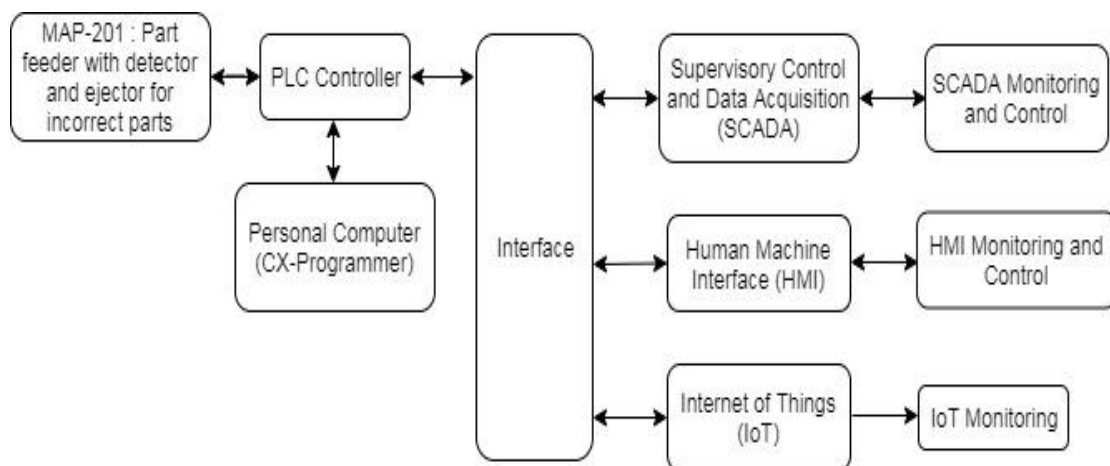 MAP-201 : Part
feeder with detector
and ejector for
incorrect parts
PLC Controller
Personal Computer
(CX-Programmer)
Interface
Supervisory Control
and Data Acquisition
(SCADA)
SCADA Monitoring
and Control
Human Machine
Interface (HMI)
HMI Monitoring and
Control
Internet of Things
(IoT)
IoT Monitoring